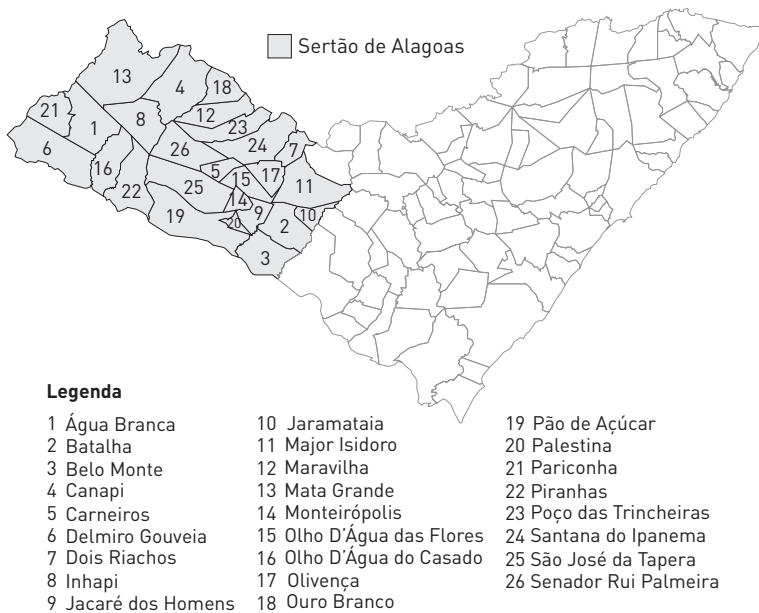 Sertão de Alagoas
13
4
18
21
12
1
8
23
6
26
24
7
16
5
15
17
22
25
11
14
19
9
10
20
2
3
Legenda
1 Água Branca
2 Batalha
3 Belo Monte
4 Canapi
5 Carneiros
6 Delmiro Gouveia
7 Dois Riachos
8 Inhapi
9 Jacaré dos Homens
10 Jaramataia
11 Major Isidoro
12 Maravilha
13 Mata Grande
14 Monteirópolis
15 Olho D’Água das Flores
16 Olho D’Água do Casado
17 Olivença
18 Ouro Branco
19 Pão de Açúcar
20 Palestina
21 Pariconha
22 Piranhas
23 Poço das Trincheiras
24 Santana do Ipanema
25 São José da Tapera
26 Senador Rui Palmeira